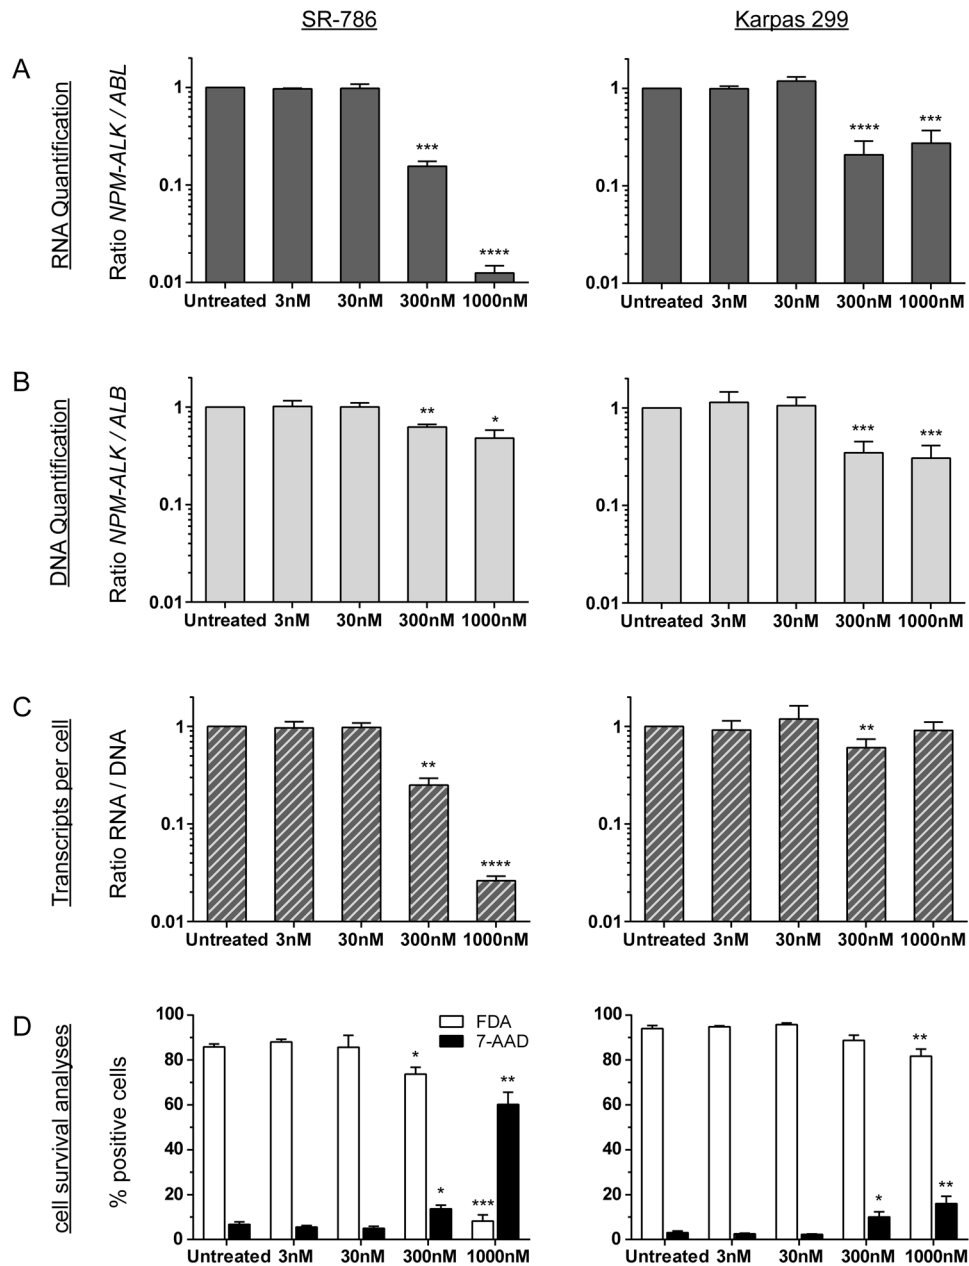 SR-786
Karpas 299
A
RNA Quantification
Ratio NPM-ALK / ABL
1
0.1
0.01
***
****
Untreated 3nM 30nM 300nM 1000nM
1
0.1
0.01
****
***
Untreated 3nM 30nM 300nM 1000nM
B
DNA Quantification
Ratio NPM-ALK / ALB
1
0.1
0.01
**
*
Untreated 3nM 30nM 300nM 1000nM
1
0.1
0.01
***
***
Untreated 3nM 30nM 300nM 1000nM
C
Transcripts per cell
Ratio RNA / DNA
1
0.1
0.01
**
****
Untreated 3nM 30nM 300nM 1000nM
1
0.1
0.01
**
Untreated 3nM 30nM 300nM 1000nM
D
cell survival analyses
% positive cells
100
80
60
40
20
0
FDA
7-AAD
*
*
***
**
Untreated 3nM 30nM 300nM 1000nM
100
80
60
40
20
0
*
**
**
Untreated 3nM 30nM 300nM 1000nM